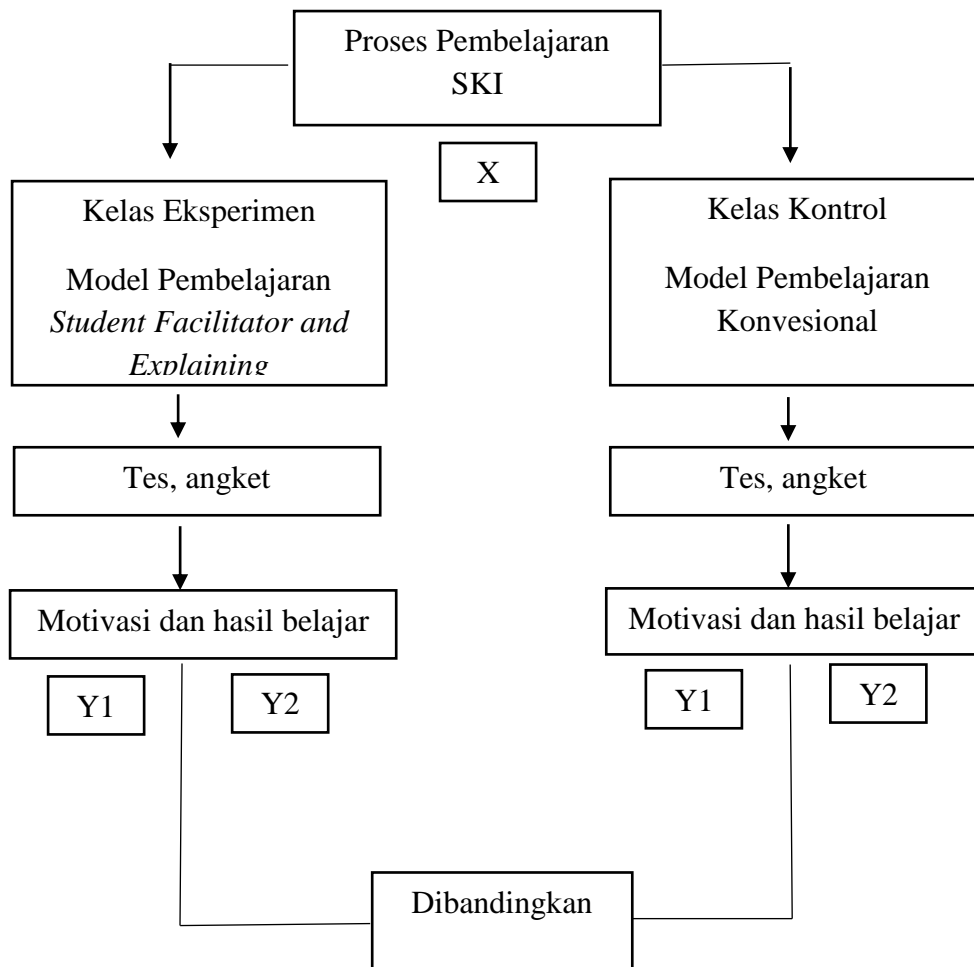 Proses Pembelajaran
SKI
X
Kelas Eksperimen
Model Pembelajaran
Student Facilitator and
Explaining
Kelas Kontrol
Model Pembelajaran
Konvesional
Tes, angket
Tes, angket
Motivasi dan hasil belajar
Motivasi dan hasil belajar
Y1
Y2
Y1
Y2
Dibandingkan